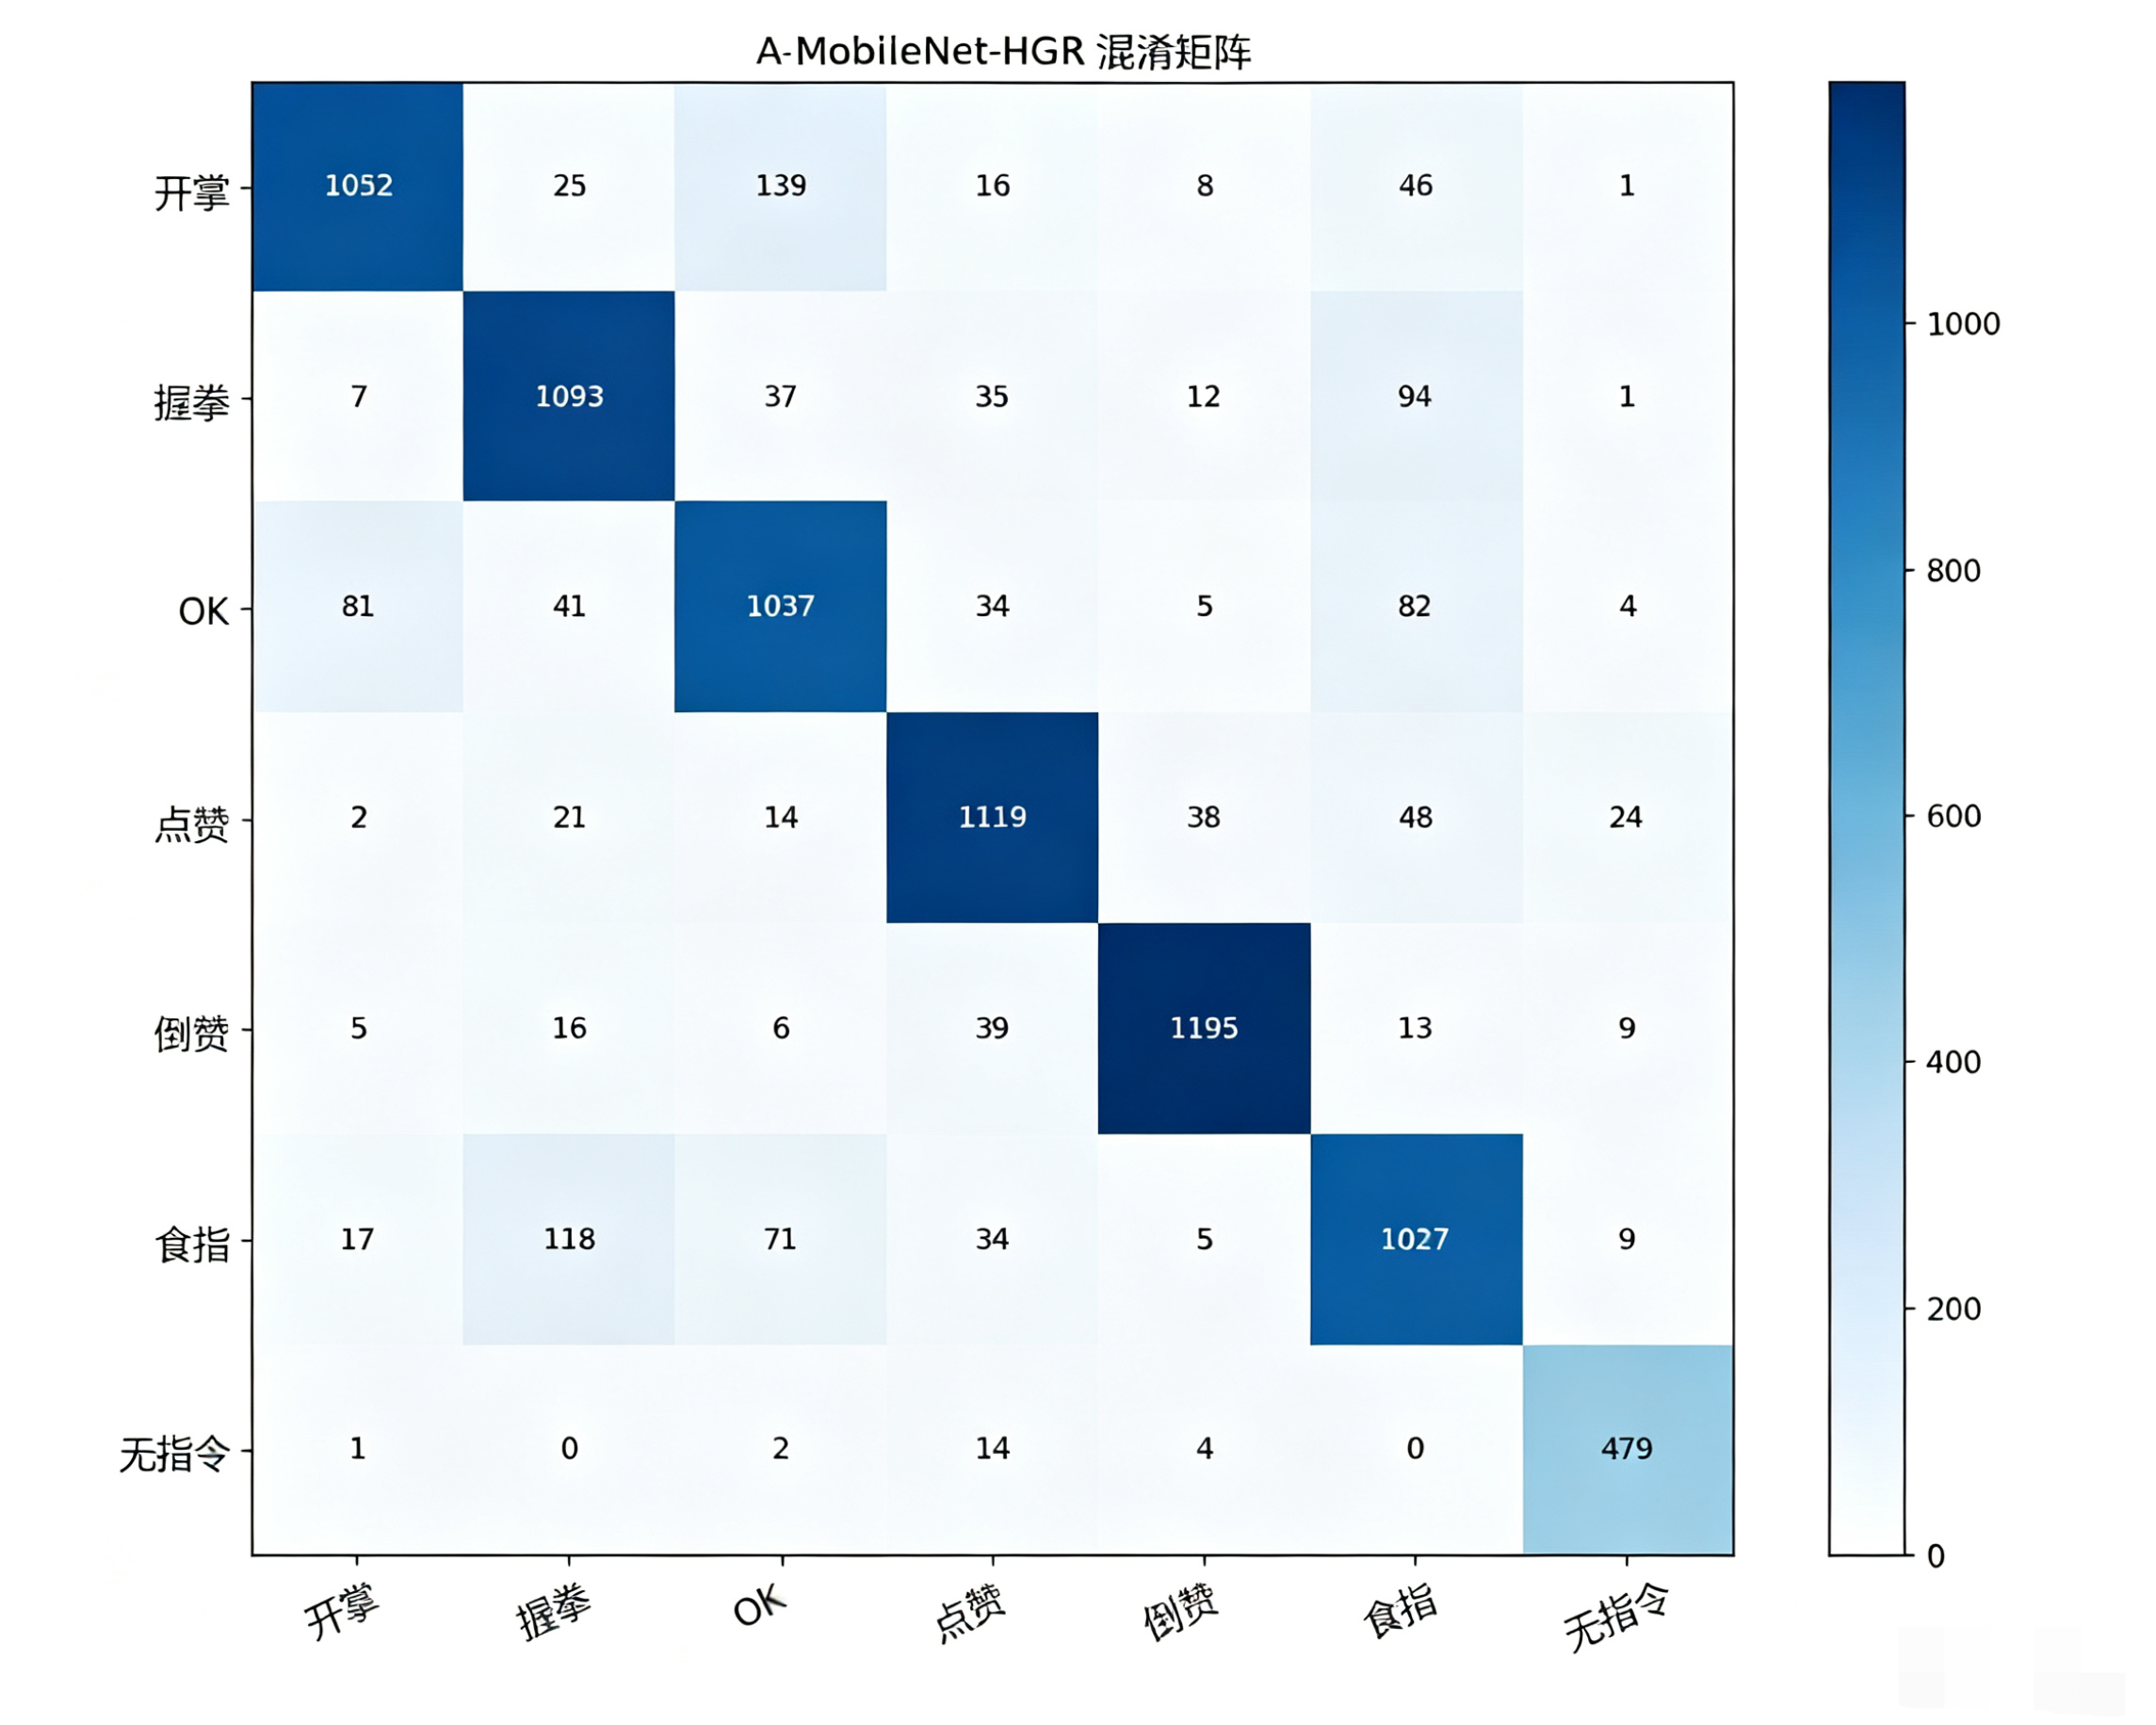 A-MobileNet-HGR 混淆矩阵
开掌 1052 25 139 16 8 46 1
握拳 7 1093 37 35 12 94 1
OK 81 41 1037 34 5 82 4
点赞 2 21 14 1119 38 48 24
倒赞 5 16 6 39 1195 13 9
食指 17 118 71 34 5 1027 9
无指令 1 0 2 14 4 0 479
开掌 握拳 OK 点赞 倒赞 食指 无指令
1000
800
600
400
200
0